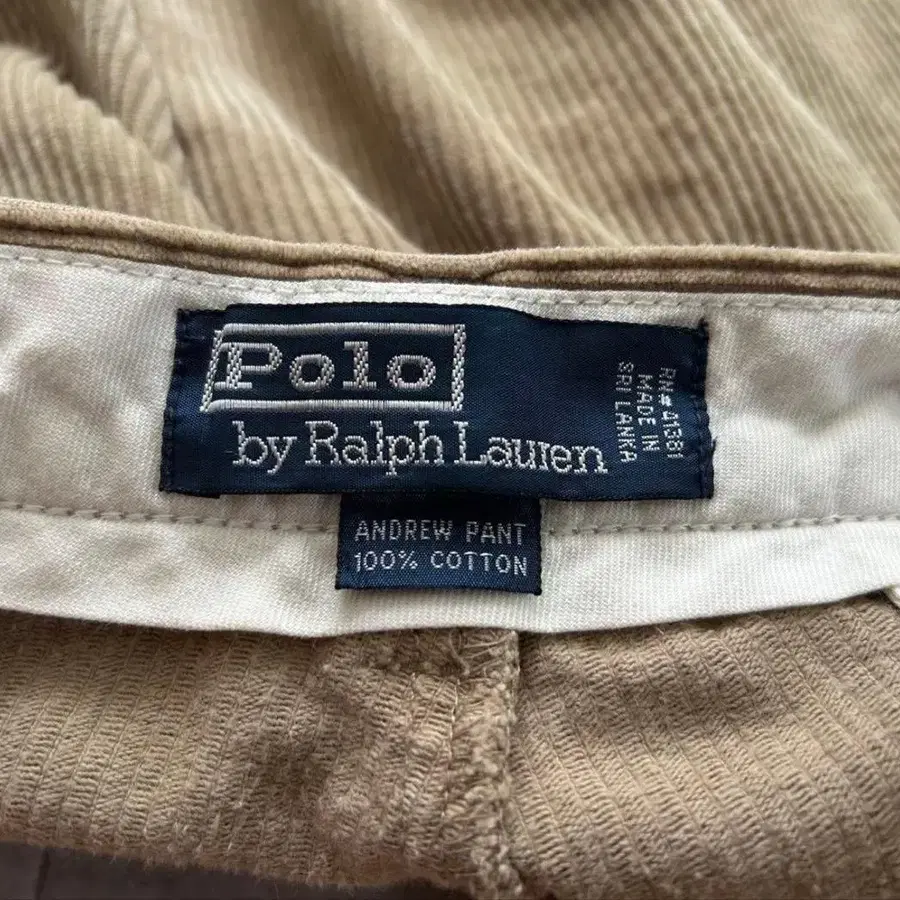 Polo
by Ralph Lauren
RN# 41381
MADE IN
SRI LANKA
ANDREW PANT
100% COTTON